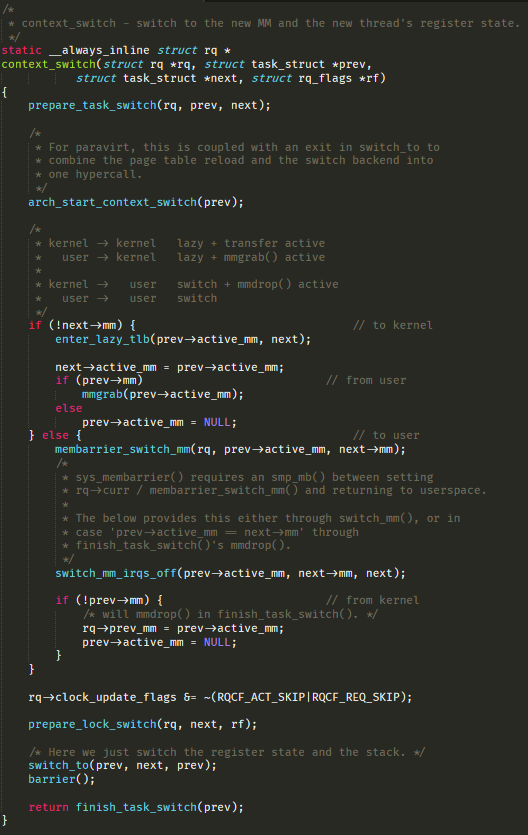 /*
 * context_switch - switch to the new MM and the new thread's register state.
 */
static __always_inline struct rq *
context_switch(struct rq *rq, struct task_struct *prev,
	       struct task_struct *next, struct rq_flags *rf)
{
	prepare_task_switch(rq, prev, next);

	/*
	 * For paravirt, this is coupled with an exit in switch_to to
	 * combine the page table reload and the switch backend into
	 * one hypercall.
	 */
	arch_start_context_switch(prev);

	/*
	 * kernel -> kernel   lazy + transfer active
	 *   user -> kernel   lazy + mmgrab() active
	 *
	 * kernel ->   user   switch + mmdrop() active
	 *   user ->   user   switch
	 */
	if (!next->mm) {                                // to kernel
		enter_lazy_tlb(prev->active_mm, next);

		next->active_mm = prev->active_mm;
		if (prev->mm)                           // from user
			mmgrab(prev->active_mm);
		else
			prev->active_mm = NULL;
	} else {                                        // to user
		membarrier_switch_mm(rq, prev->active_mm, next->mm);
		/*
		 * sys_membarrier() requires an smp_mb() between setting
		 * rq->curr / membarrier_switch_mm() and returning to userspace.
		 *
		 * The below provides this either through switch_mm(), or in
		 * case 'prev->active_mm == next->mm' through
		 * finish_task_switch()'s mmdrop().
		 */
		switch_mm_irqs_off(prev->active_mm, next->mm, next);

		if (!prev->mm) {                        // from kernel
			/* will mmdrop() in finish_task_switch(). */
			rq->prev_mm = prev->active_mm;
			prev->active_mm = NULL;
		}
	}

	rq->clock_update_flags &= ~(RQCF_ACT_SKIP|RQCF_REQ_SKIP);

	prepare_lock_switch(rq, next, rf);

	/* Here we just switch the register state and the stack. */
	switch_to(prev, next, prev);
	barrier();

	return finish_task_switch(prev);
}